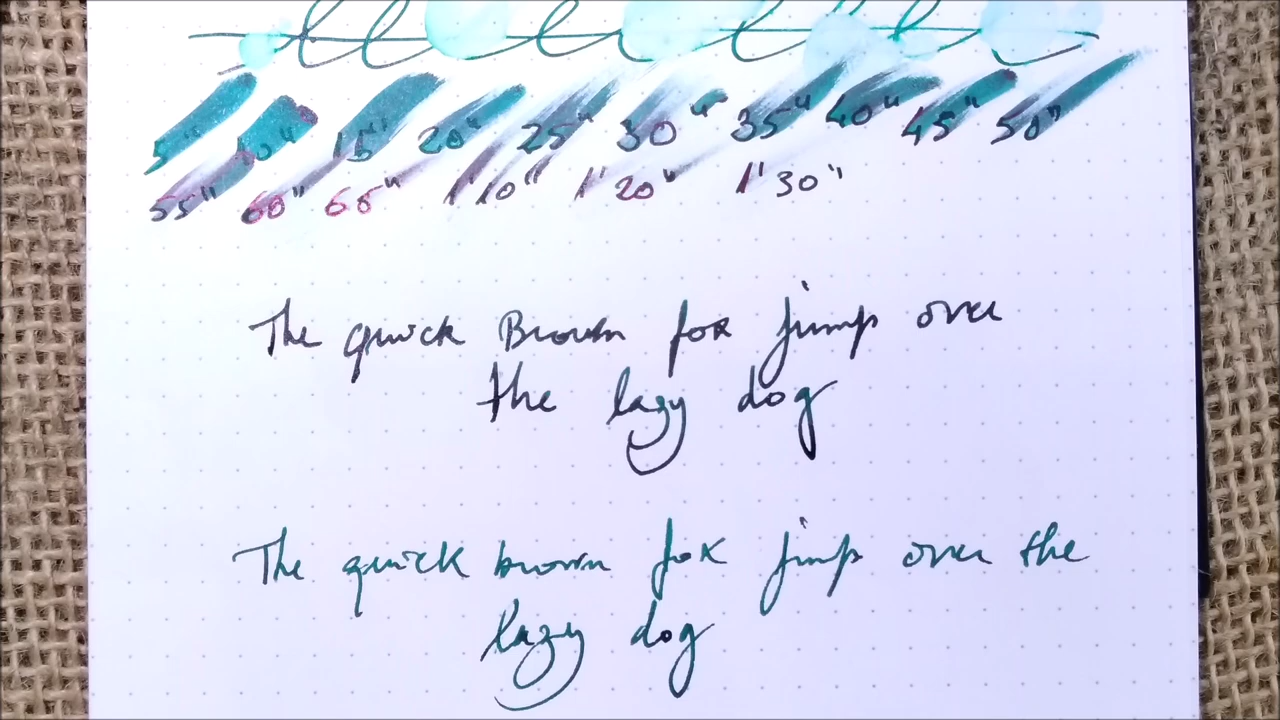 5" 10" 15" 20" 25" 30" 35" 40" 45" 50"
55" 60" 65" 1'10" 1'20" 1'30"
The quick Brown fox jump over
the lazy dog
The quick brown fox jump over the
lazy dog